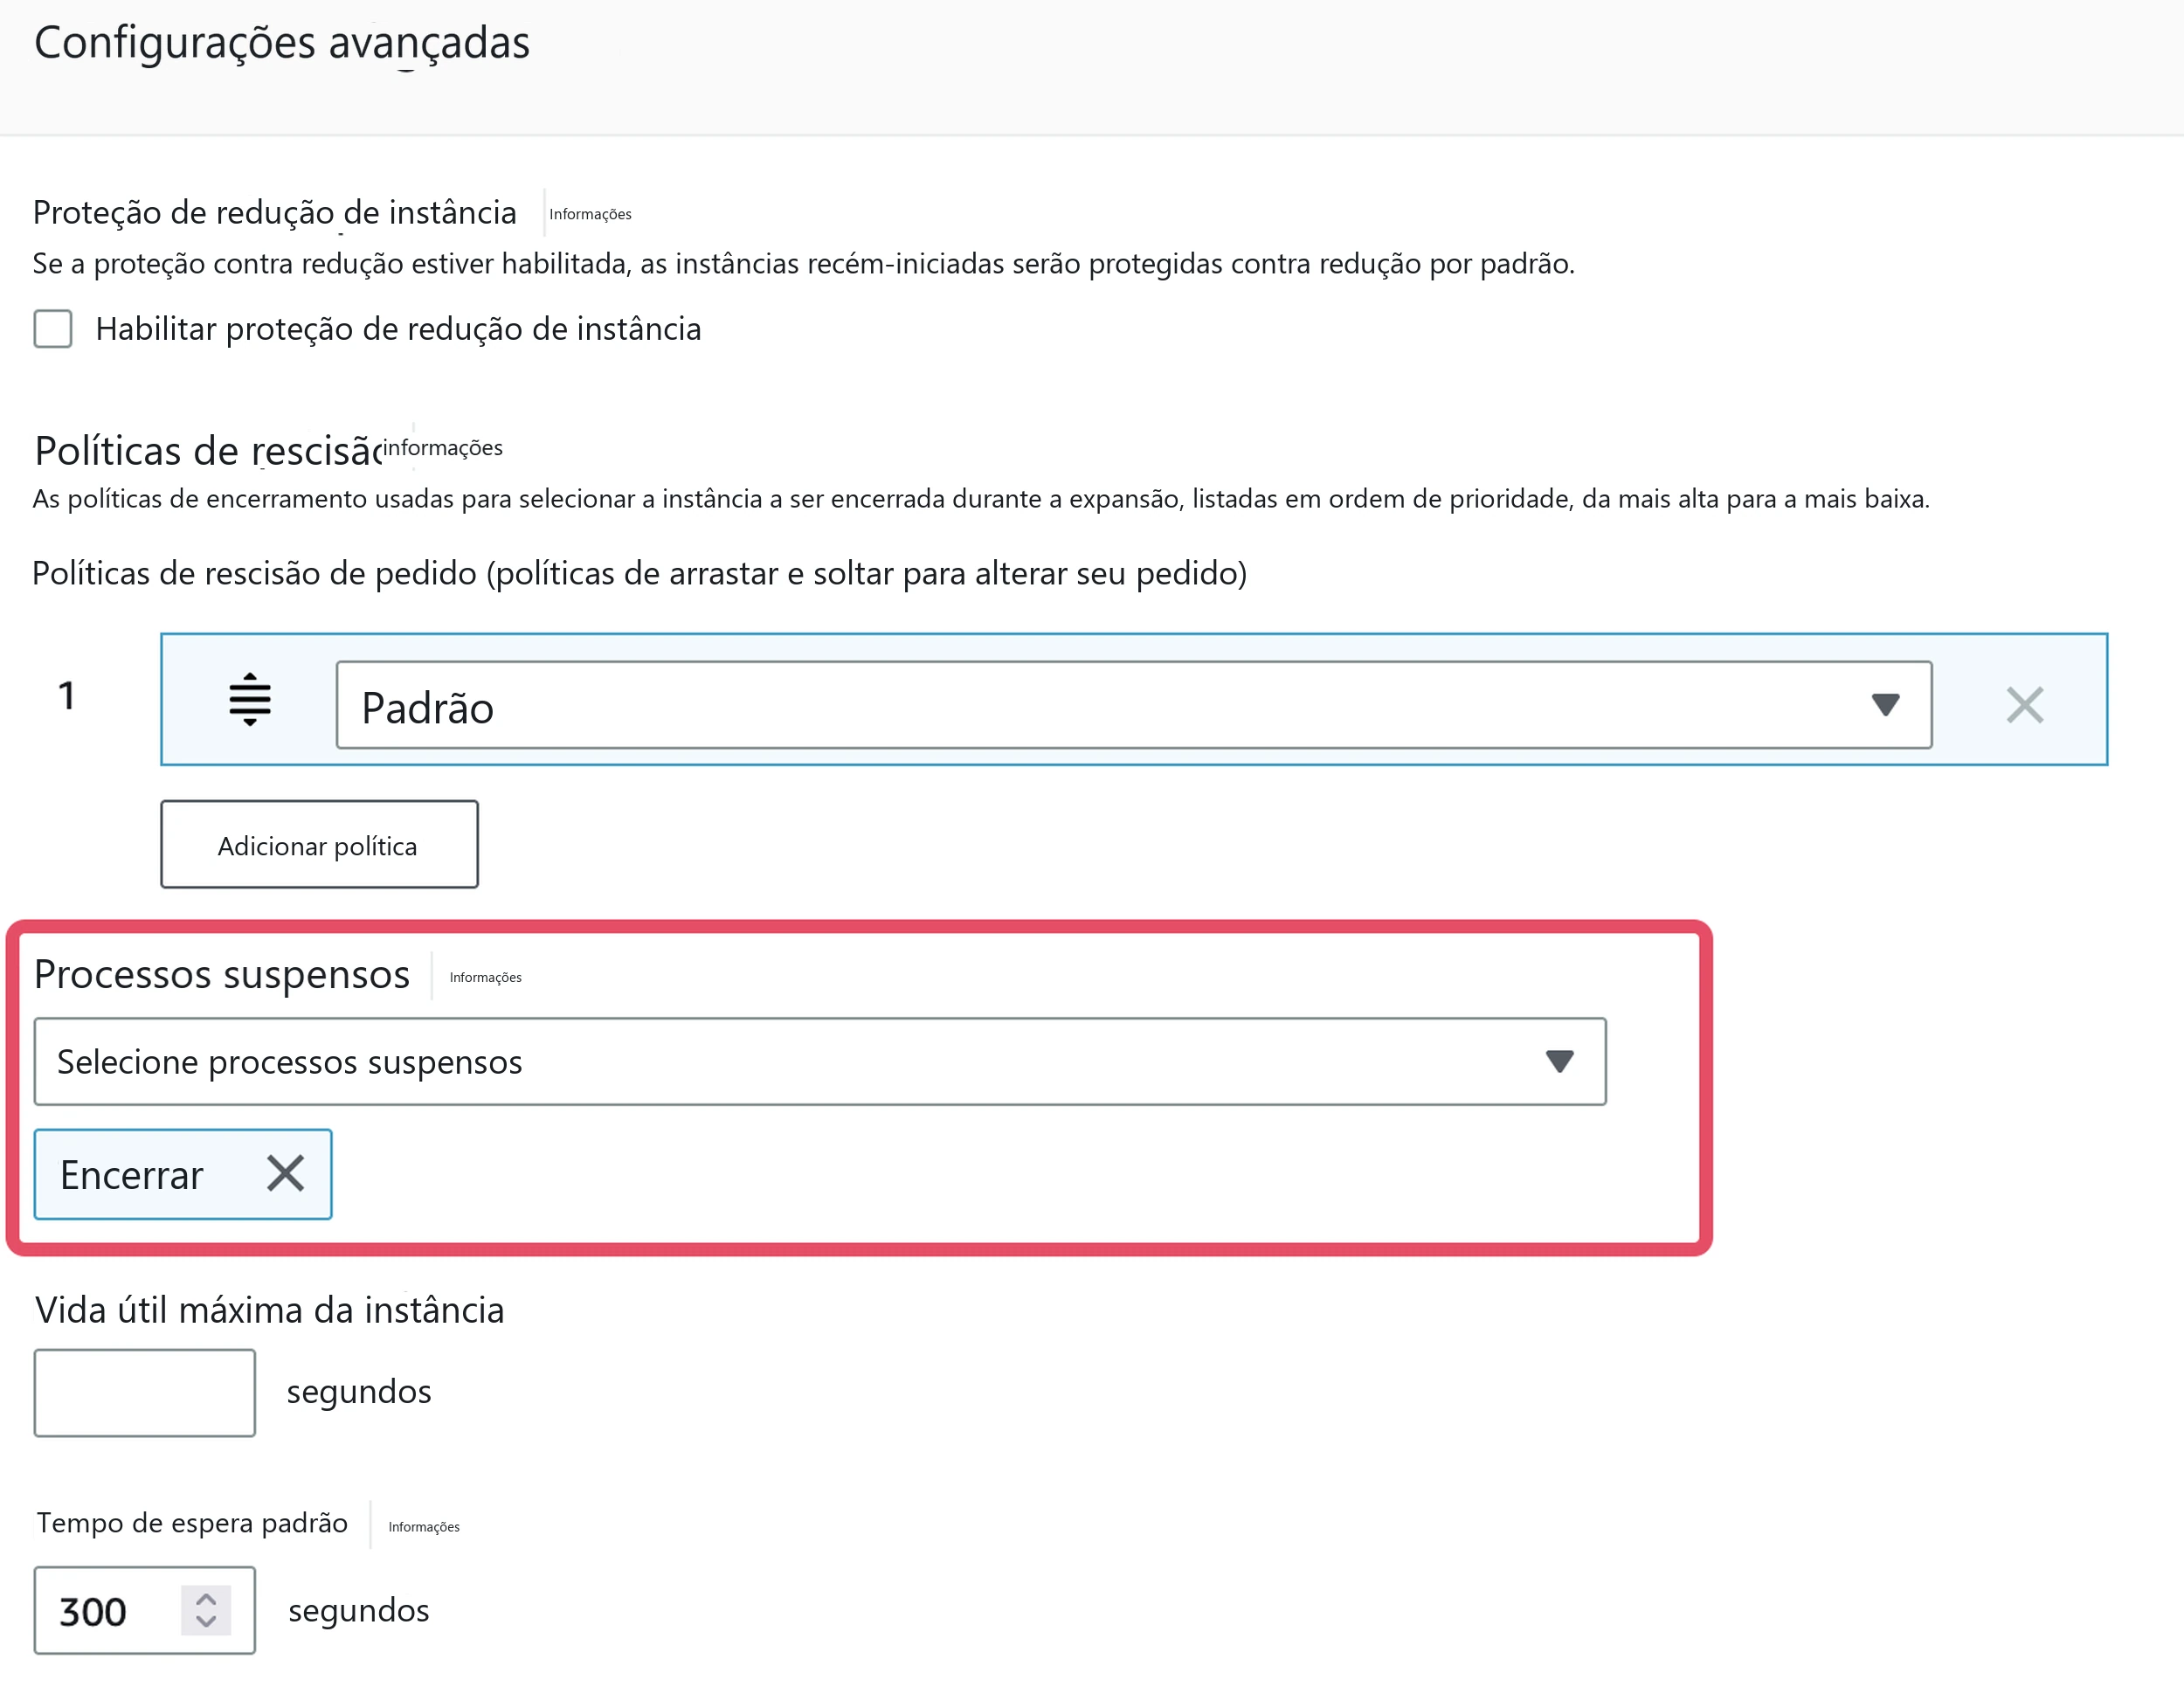 Configurações avançadas
Proteção de redução de instância Informações
Se a proteção contra redução estiver habilitada, as instâncias recém-iniciadas serão protegidas contra redução por padrão.
Habilitar proteção de redução de instância
Políticas de rescisão informações
As políticas de encerramento usadas para selecionar a instância a ser encerrada durante a expansão, listadas em ordem de prioridade, da mais alta para a mais baixa.
Políticas de rescisão de pedido (políticas de arrastar e soltar para alterar seu pedido)
1 Padrão
Adicionar política
Processos suspensos Informações
Selecione processos suspensos
Encerrar
Vida útil máxima da instância
segundos
Tempo de espera padrão Informações
300 segundos